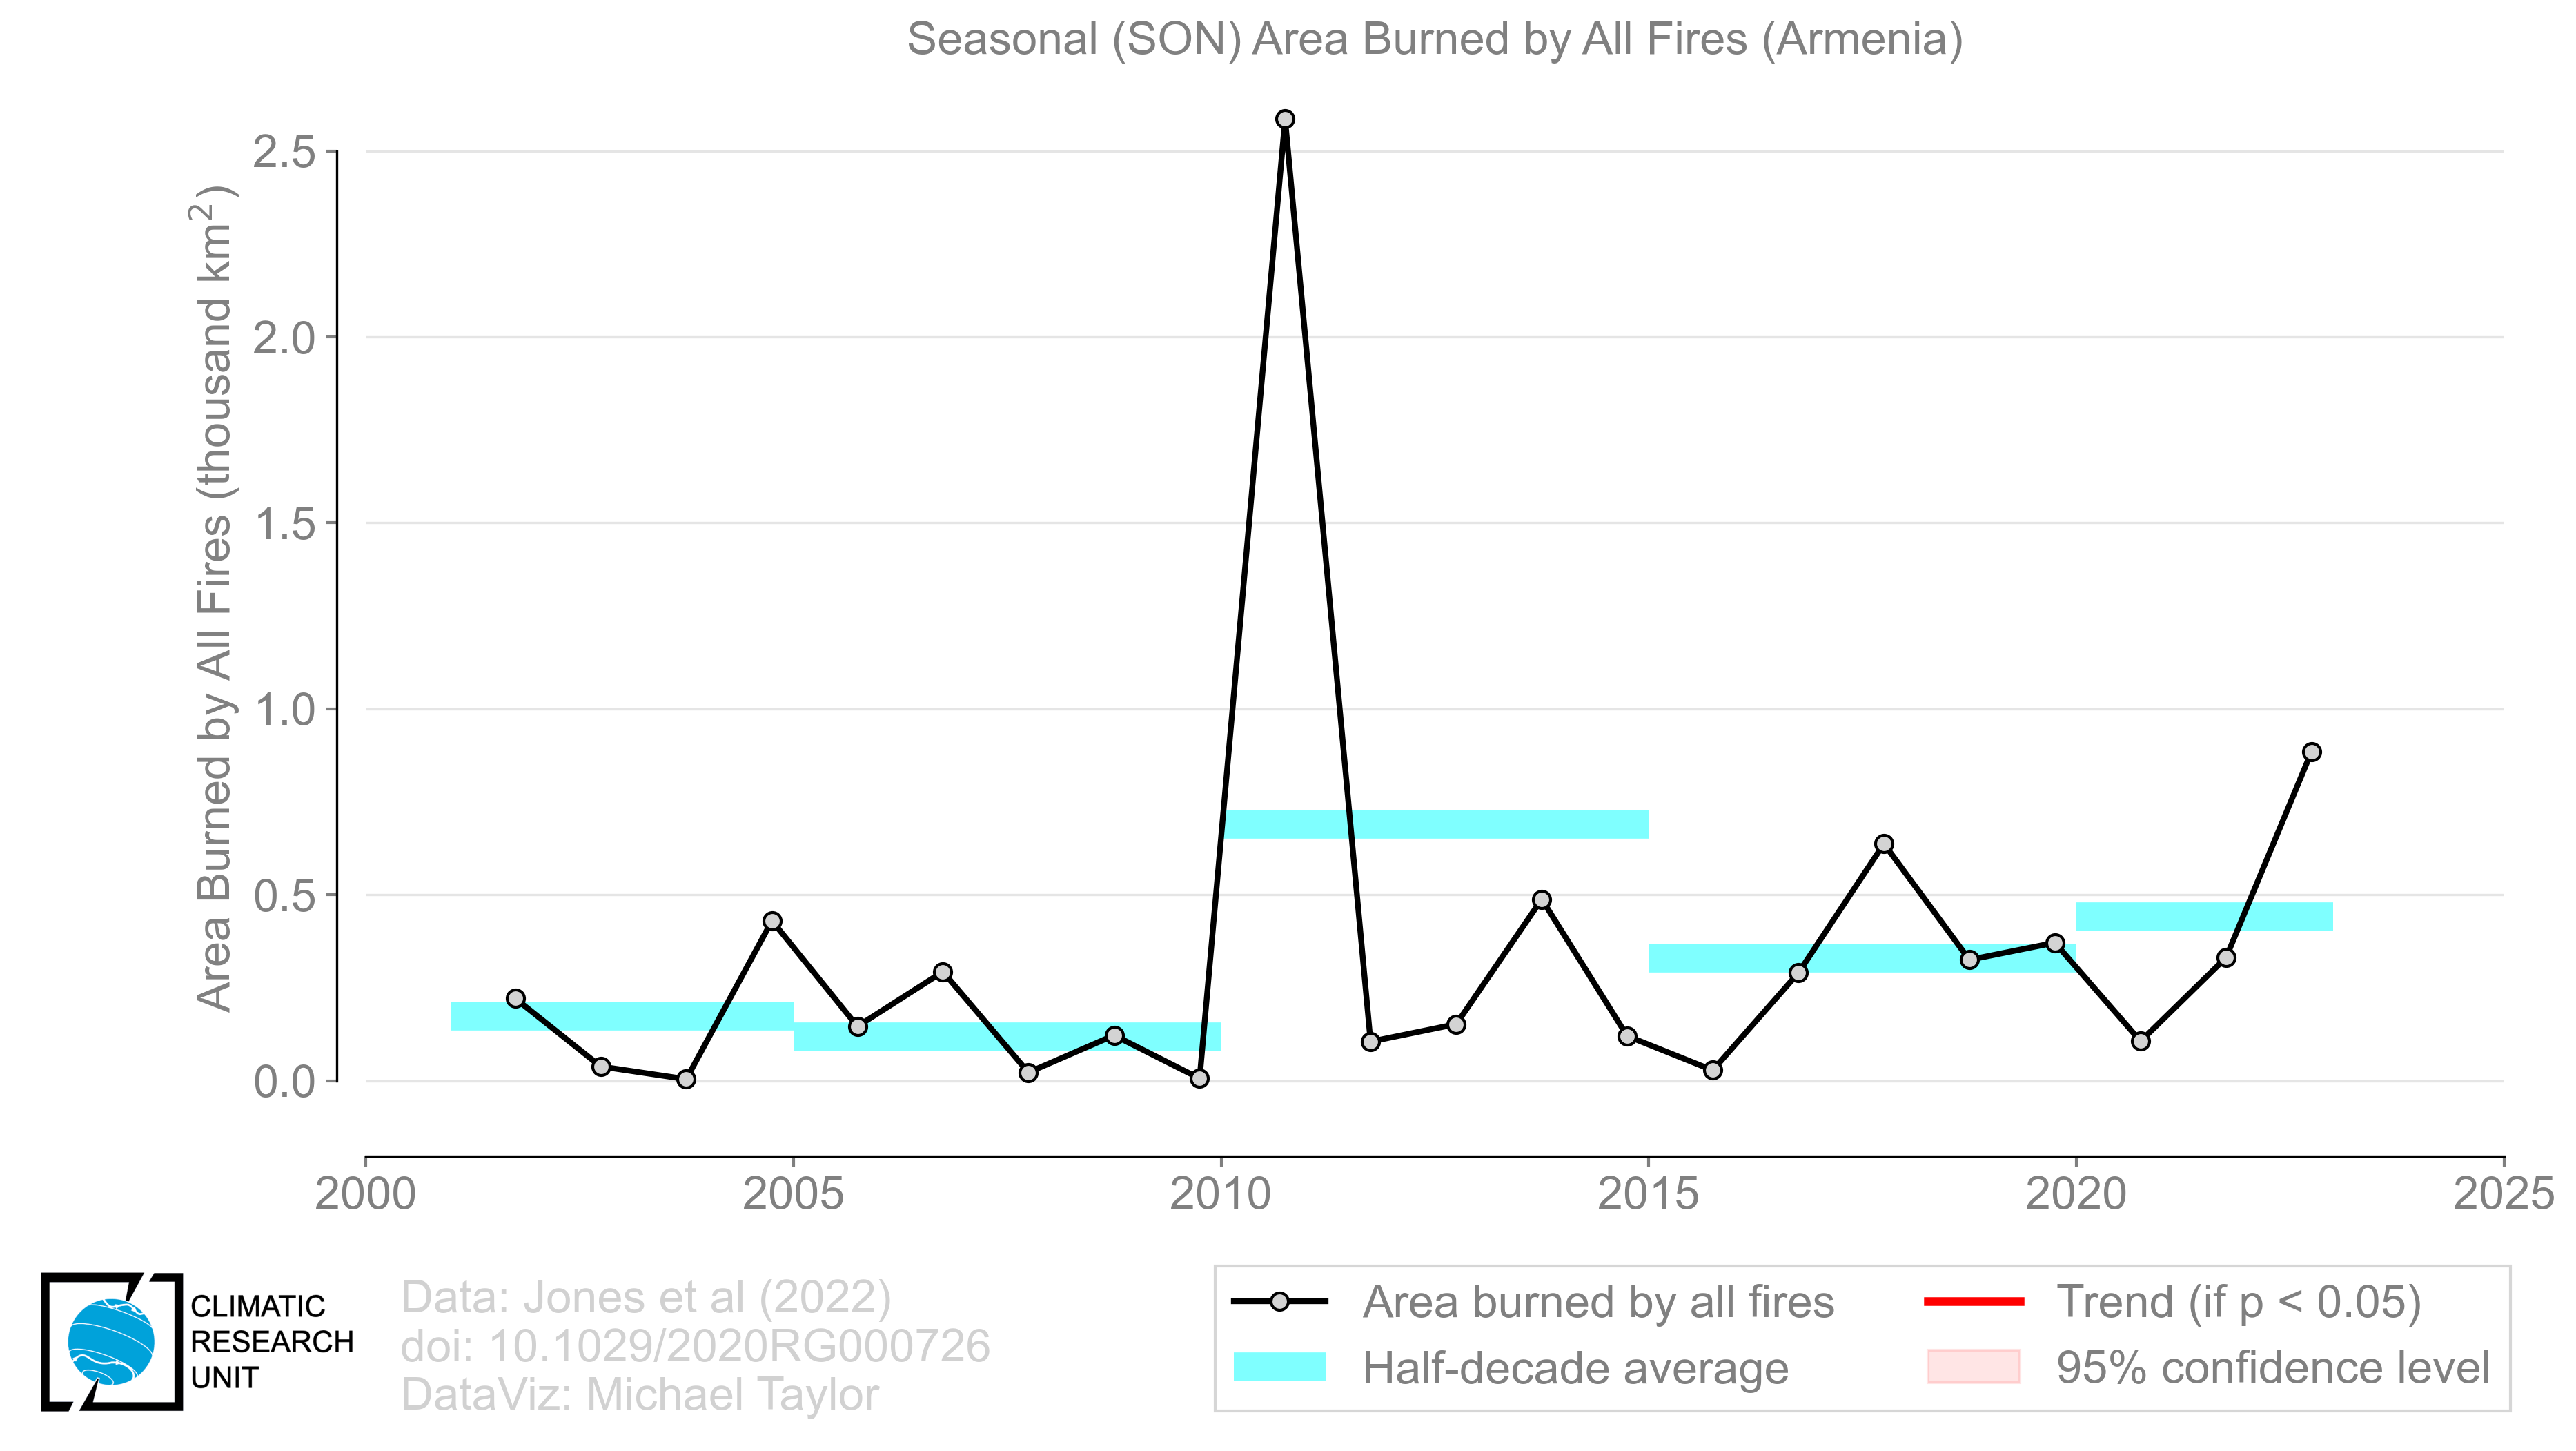 Seasonal (SON) Area Burned by All Fires (Armenia)
Area Burned by All Fires (thousand km²)
2.5
2.0
1.5
1.0
0.5
0.0
2000 2005 2010 2015 2020 2025
CLIMATIC
RESEARCH
UNIT
Data: Jones et al (2022)
doi: 10.1029/2020RG000726
DataViz: Michael Taylor
Area burned by all fires
Half-decade average
Trend (if p < 0.05)
95% confidence level